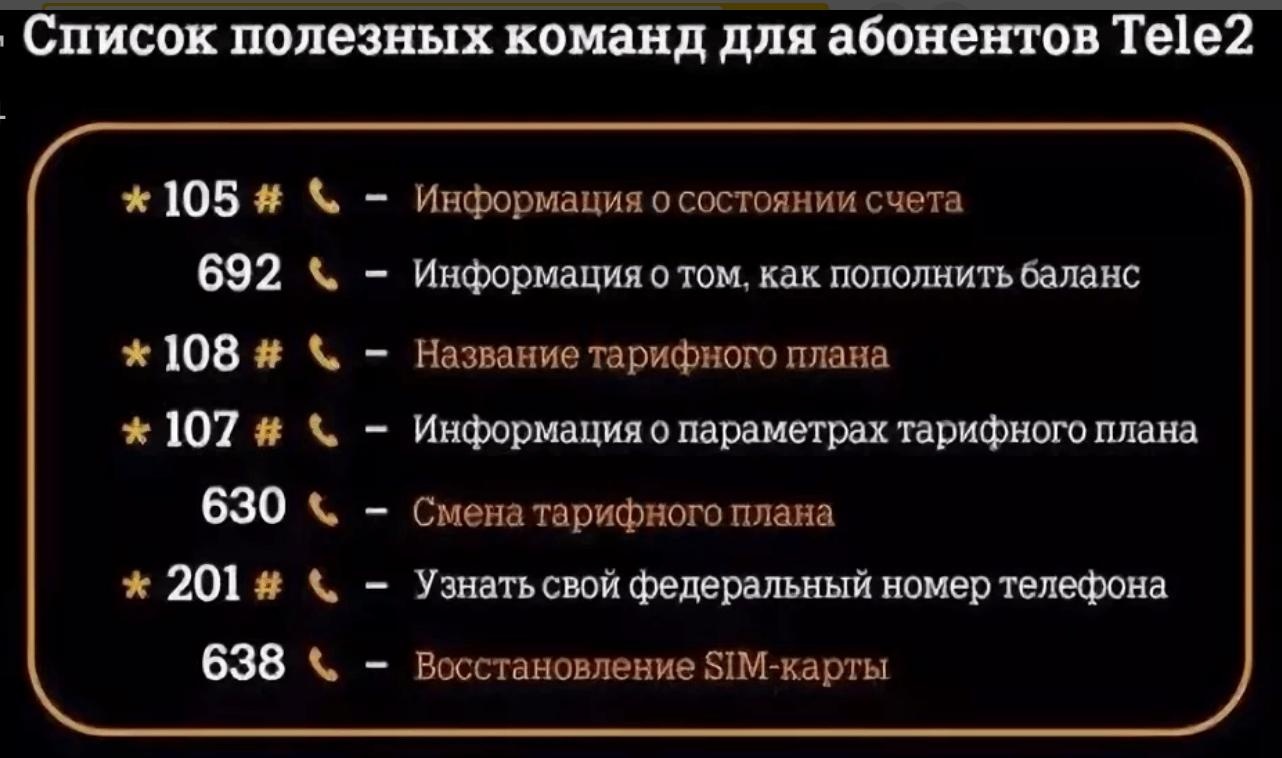 Список полезных команд для абонентов Tele2
* 105 # – Информация о состоянии счета
692 – Информация о том, как пополнить баланс
* 108 # – Название тарифного плана
* 107 # – Информация о параметрах тарифного плана
630 – Смена тарифного плана
* 201 # – Узнать свой федеральный номер телефона
638 – Восстановление SIM-карты